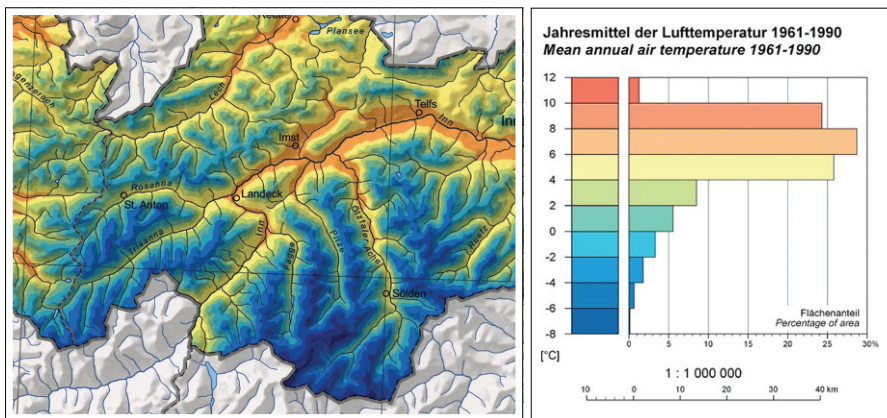 Reutte
Plansee
Lech
Telfs
Inn
Imst
Rosanna
St. Anton
Landeck
Trisanna
Inn
Fagge
Pitze
Ötztaler Ache
Ruetz
Sölden
Jahresmittel der Lufttemperatur 1961-1990
Mean annual air temperature 1961-1990
12
10
8
6
4
2
0
-2
-4
-6
-8
[°C]
Flächenanteil
Percentage of area
0 5 10 15 20 25 30%
1 : 1 000 000
10 0 10 20 40 km